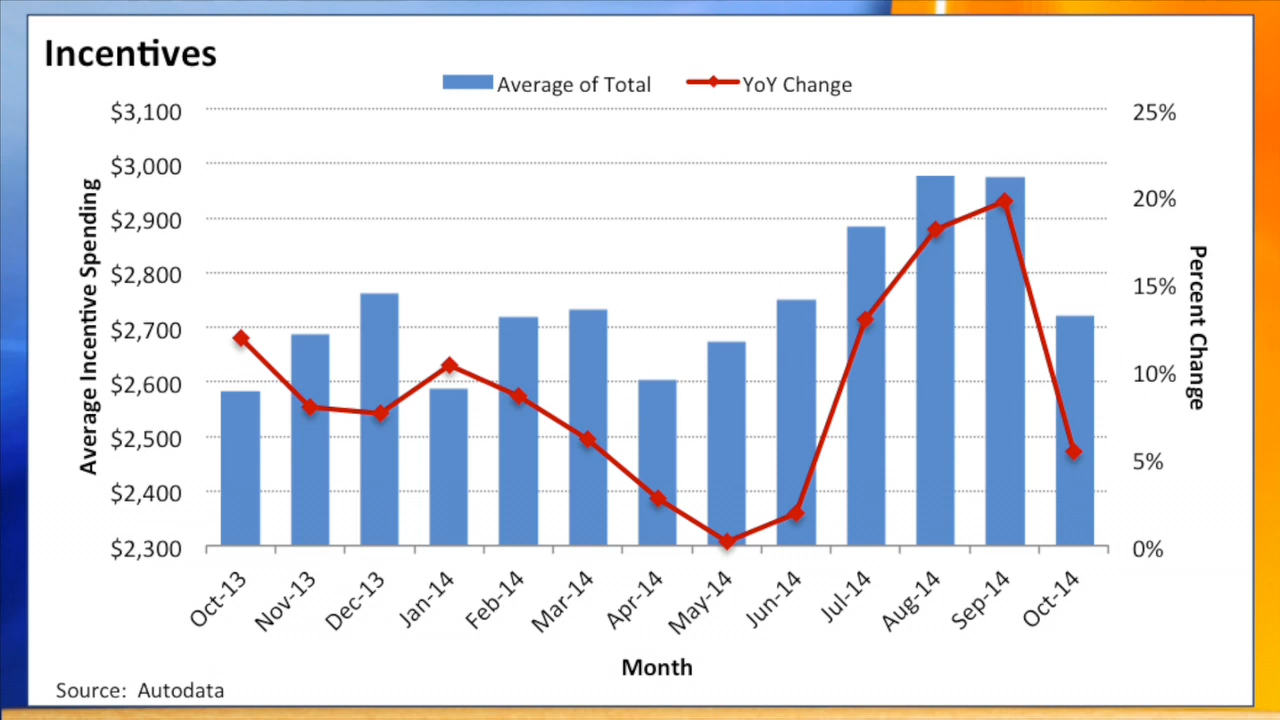 Incentives
Average of Total
YoY Change
Average Incentive Spending
$3,100
$3,000
$2,900
$2,800
$2,700
$2,600
$2,500
$2,400
$2,300
25%
20%
15%
10%
5%
0%
Percent Change
Oct-13
Nov-13
Dec-13
Jan-14
Feb-14
Mar-14
Apr-14
May-14
Jun-14
Jul-14
Aug-14
Sep-14
Oct-14
Month
Source: Autodata